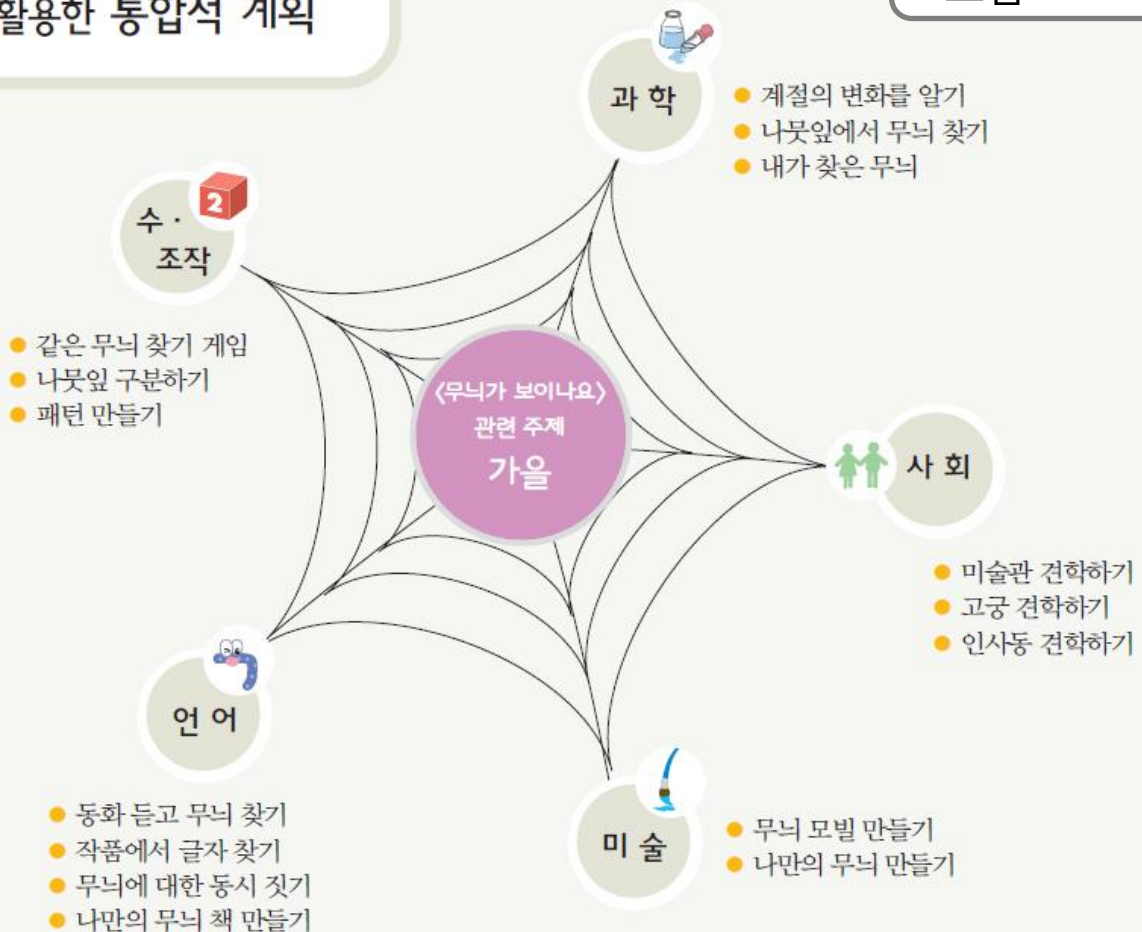 활용한 통합적 계획
과 학
계절의 변화를 알기
나뭇잎에서 무늬 찾기
내가 찾은 무늬
2
수 ·
조작
같은 무늬 찾기 게임
나뭇잎 구분하기
패턴 만들기
〈무늬가 보이나요〉
관련 주제
가을
사 회
미술관 견학하기
고궁 견학하기
인사동 견학하기
언 어
동화 듣고 무늬 찾기
작품에서 글자 찾기
무늬에 대한 동시 짓기
나만의 무늬 책 만들기
미 술
무늬 모빌 만들기
나만의 무늬 만들기